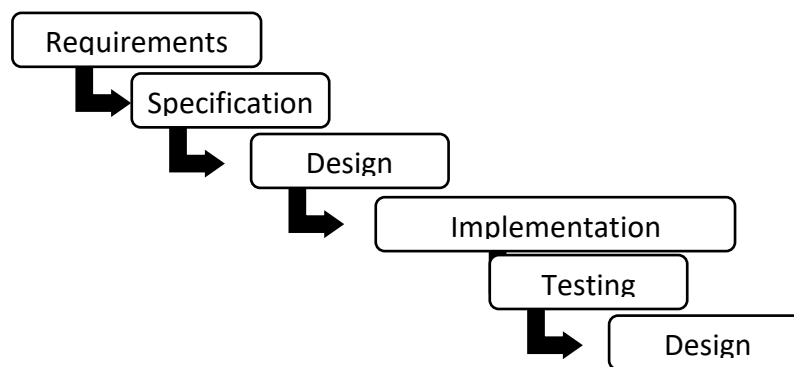 Requirements
Specification
Design
Implementation
Testing
Design